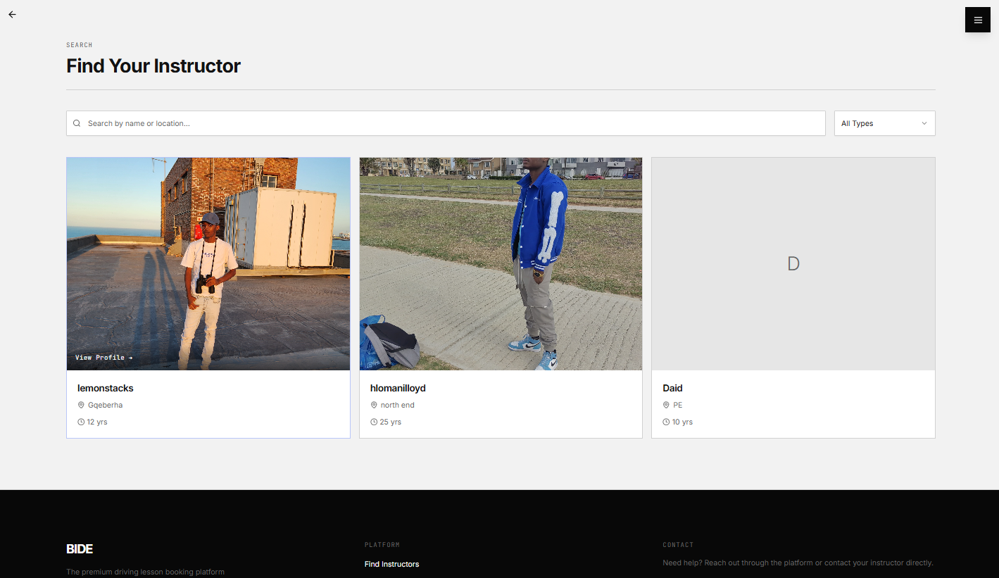 SEARCH
Find Your Instructor
Search by name or location...
All Types
View Profile →
lemonstacks
Gqeberha
12 yrs
hlomanilloyd
north end
25 yrs
D
Daid
PE
10 yrs
BIDE
The premium driving lesson booking platform
PLATFORM
Find Instructors
CONTACT
Need help? Reach out through the platform or contact your instructor directly.